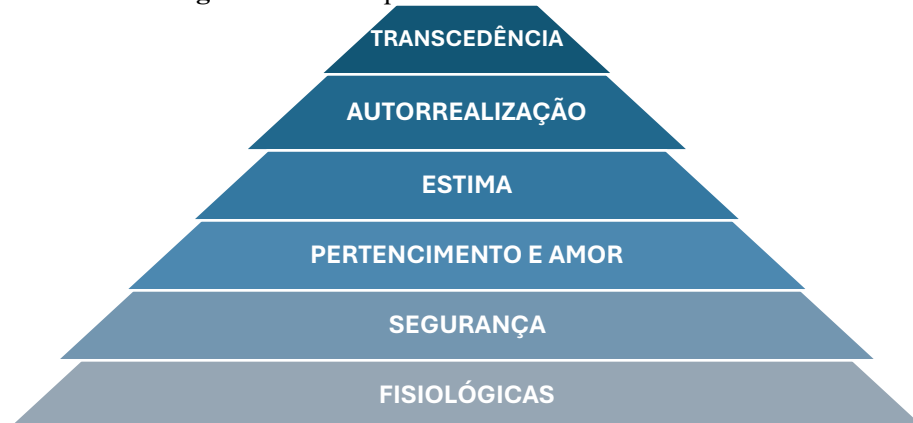 TRANSCEDÊNCIA
AUTORREALIZAÇÃO
ESTIMA
PERTENCIMENTO E AMOR
SEGURANÇA
FISIOLÓGICAS